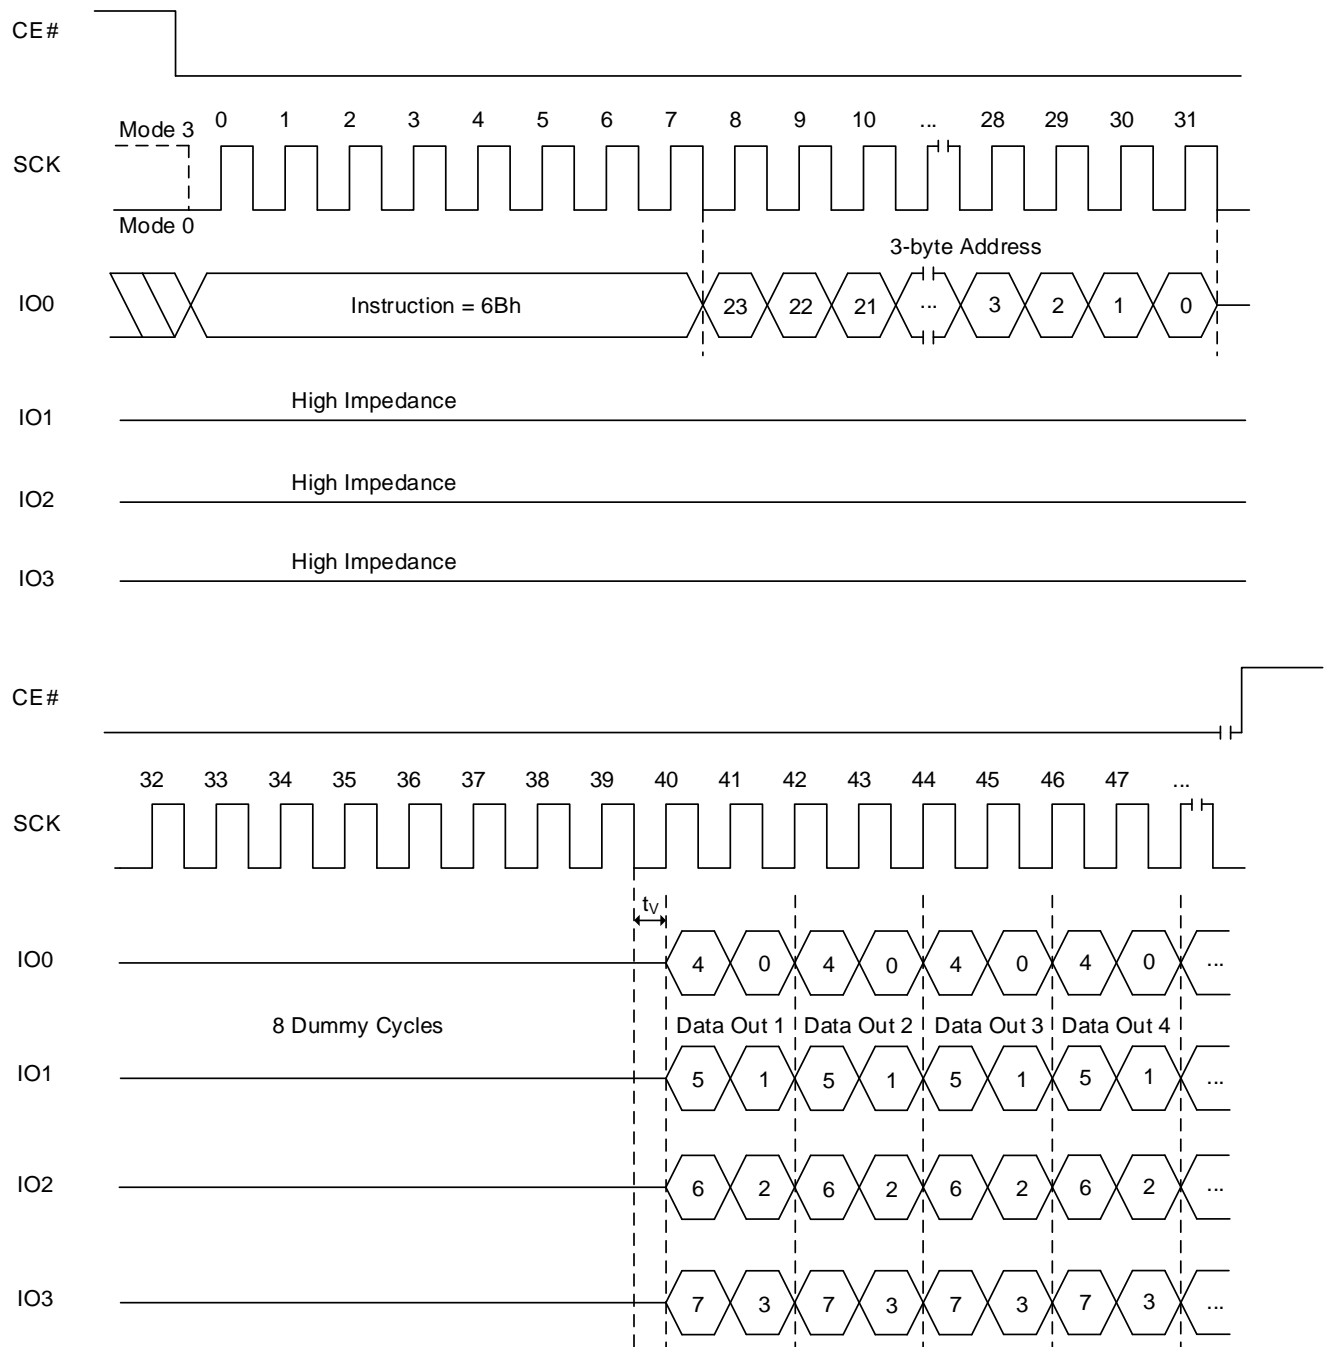 CE#
Mode 3 0 1 2 3 4 5 6 7 8 9 10 ... 28 29 30 31
SCK
Mode 0
3-byte Address
IO0 Instruction = 6Bh 23 22 21 ... 3 2 1 0
High Impedance
IO1
High Impedance
IO2
High Impedance
IO3
CE#
32 33 34 35 36 37 38 39 40 41 42 43 44 45 46 47 ...
SCK
tV
IO0 4 0 4 0 4 0 4 0 ...
8 Dummy Cycles Data Out 1 Data Out 2 Data Out 3 Data Out 4
IO1 5 1 5 1 5 1 5 1 ...
IO2 6 2 6 2 6 2 6 2 ...
IO3 7 3 7 3 7 3 7 3 ...